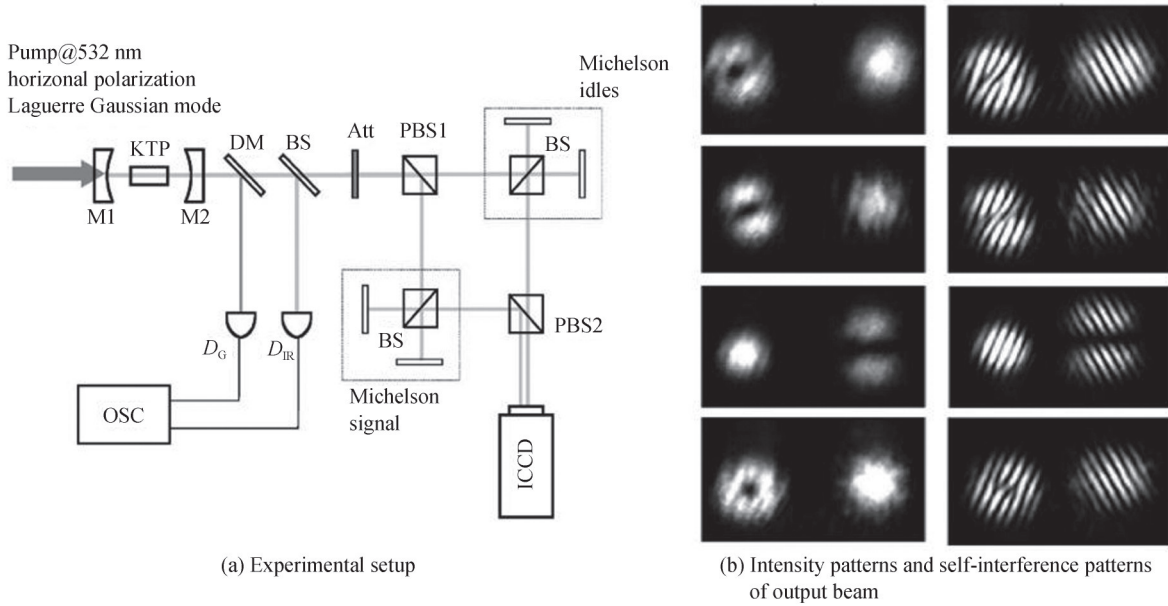 Pump@532 nm
horizonal polarization
Laguerre Gaussian mode
Michelson
idles
M1
KTP
M2
DM
BS
Att
PBS1
BS
BS
PBS2
Michelson
signal
D_G
D_IR
OSC
ICCD
(a) Experimental setup
(b) Intensity patterns and self-interference patterns
of output beam